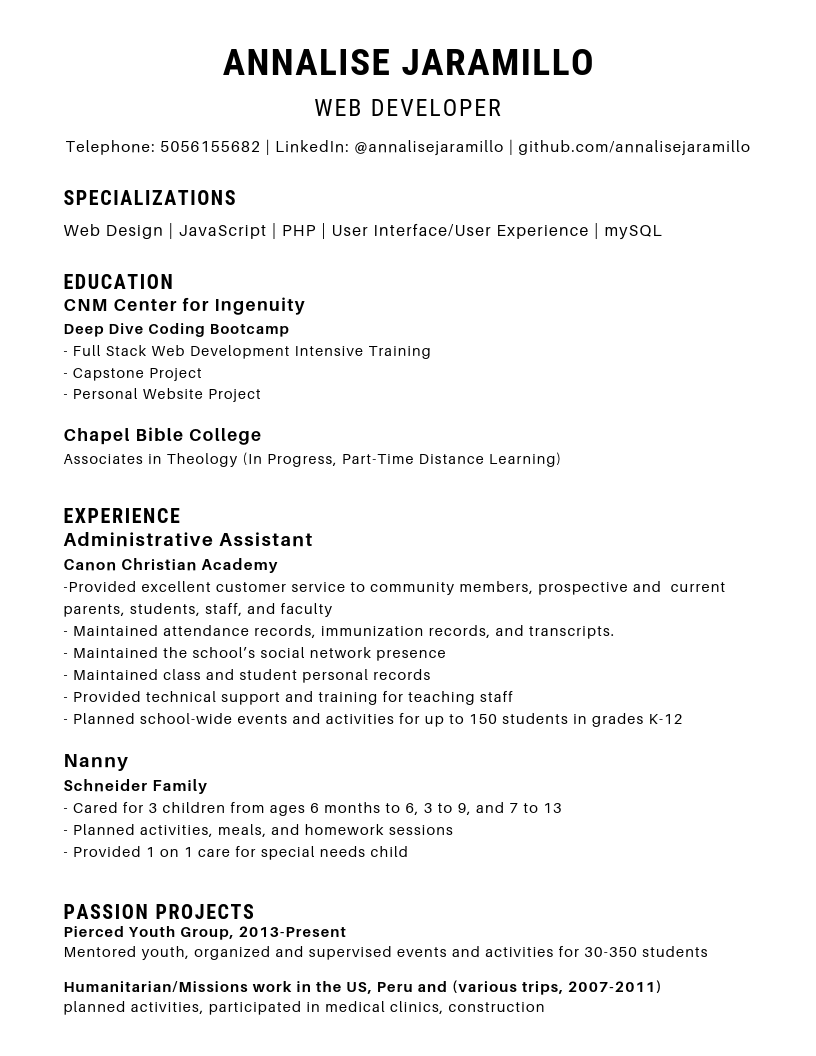 ANNALISE JARAMILLO
WEB DEVELOPER
Telephone: 5056155682 | LinkedIn: @annalisejaramillo | github.com/annalisejaramillo
SPECIALIZATIONS
Web Design | JavaScript | PHP | User Interface/User Experience | mySQL
EDUCATION
CNM Center for Ingenuity
Deep Dive Coding Bootcamp
- Full Stack Web Development Intensive Training
- Capstone Project
- Personal Website Project
Chapel Bible College
Associates in Theology (In Progress, Part-Time Distance Learning)
EXPERIENCE
Administrative Assistant
Canon Christian Academy
-Provided excellent customer service to community members, prospective and  current
parents, students, staff, and faculty
- Maintained attendance records, immunization records, and transcripts.
- Maintained the school’s social network presence
- Maintained class and student personal records
- Provided technical support and training for teaching staff
- Planned school-wide events and activities for up to 150 students in grades K-12
Nanny
Schneider Family
- Cared for 3 children from ages 6 months to 6, 3 to 9, and 7 to 13
- Planned activities, meals, and homework sessions
- Provided 1 on 1 care for special needs child
PASSION PROJECTS
Pierced Youth Group, 2013-Present
Mentored youth, organized and supervised events and activities for 30-350 students
Humanitarian/Missions work in the US, Peru and (various trips, 2007-2011)
planned activities, participated in medical clinics, construction